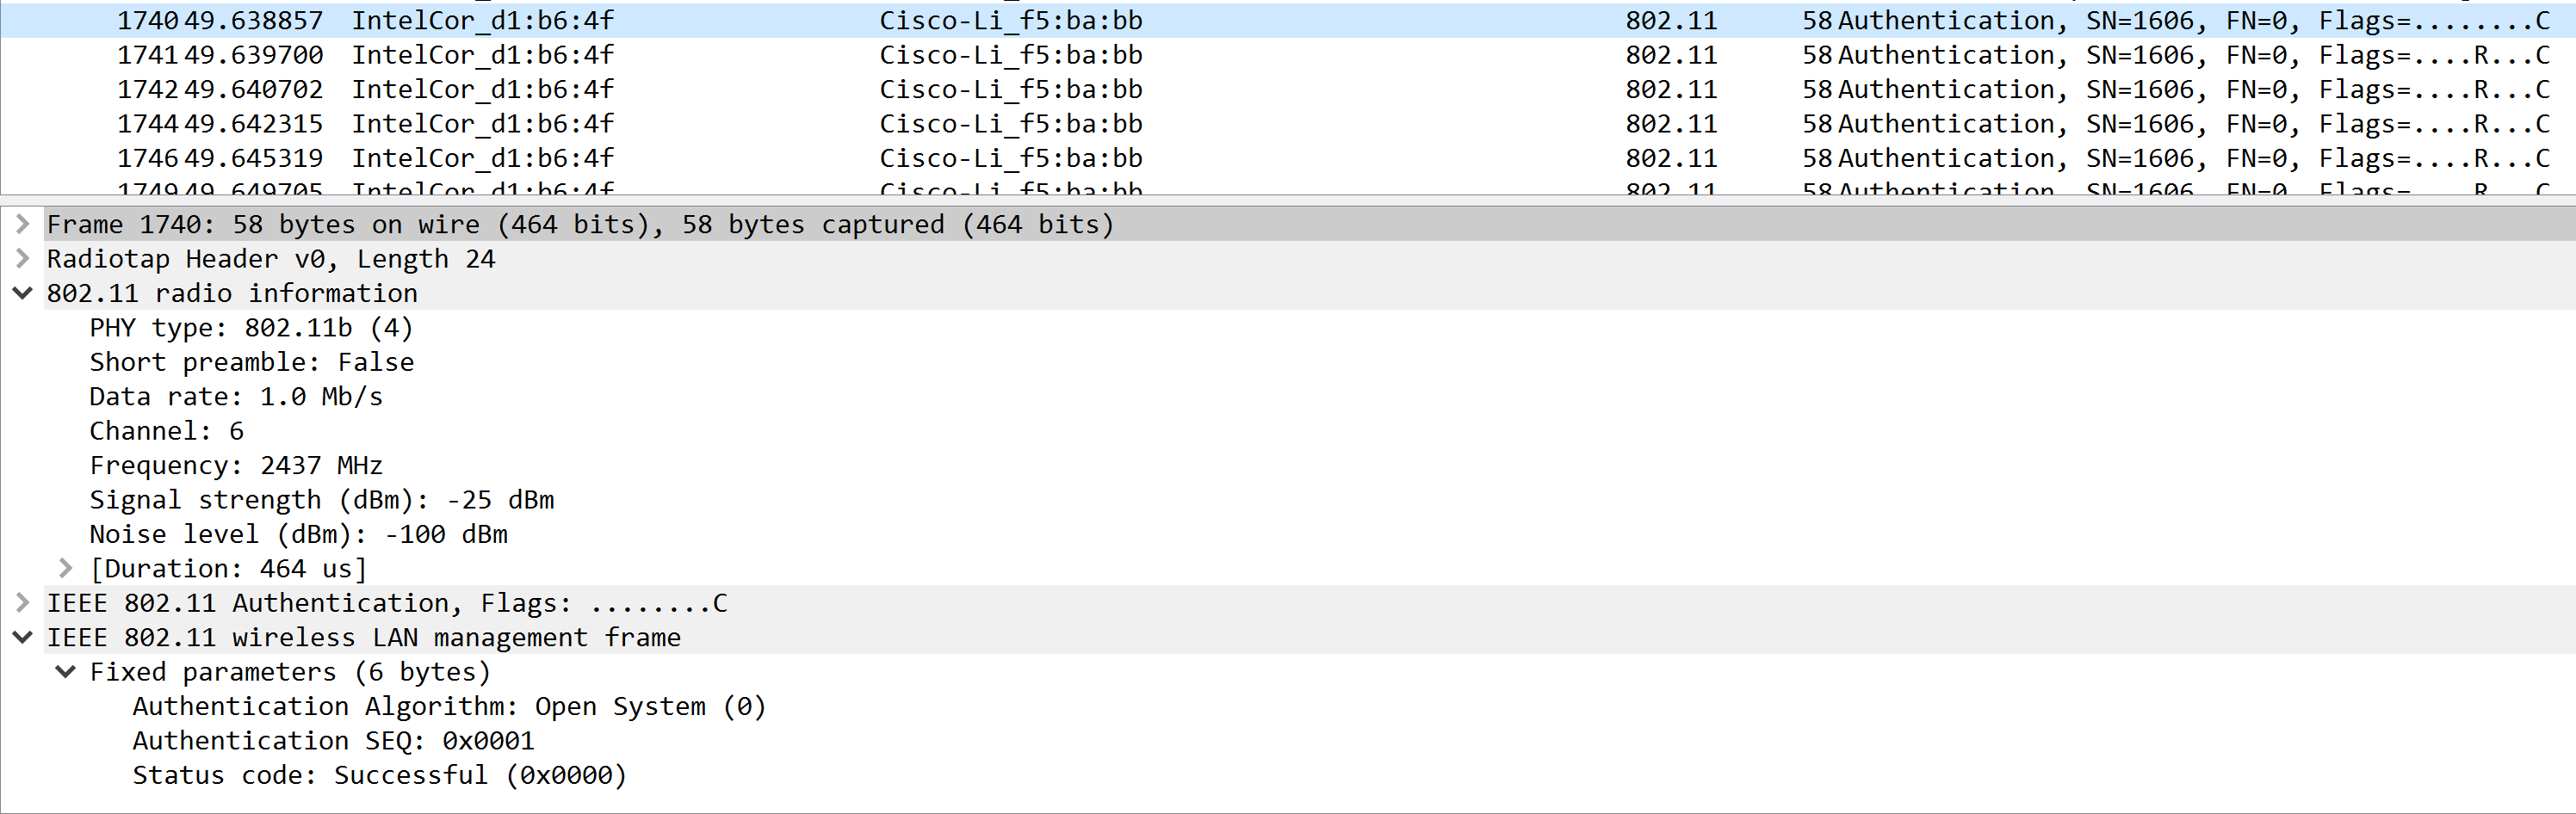 1740 49.638857 IntelCor_d1:b6:4f Cisco-Li_f5:ba:bb 802.11 58 Authentication, SN=1606, FN=0, Flags=........C
1741 49.639700 IntelCor_d1:b6:4f Cisco-Li_f5:ba:bb 802.11 58 Authentication, SN=1606, FN=0, Flags=....R...C
1742 49.640702 IntelCor_d1:b6:4f Cisco-Li_f5:ba:bb 802.11 58 Authentication, SN=1606, FN=0, Flags=....R...C
1744 49.642315 IntelCor_d1:b6:4f Cisco-Li_f5:ba:bb 802.11 58 Authentication, SN=1606, FN=0, Flags=....R...C
1746 49.645319 IntelCor_d1:b6:4f Cisco-Li_f5:ba:bb 802.11 58 Authentication, SN=1606, FN=0, Flags=....R...C
1749 49.649705 IntelCor_d1:b6:4f Cisco-Li_f5:ba:bb 802.11 58 Authentication, SN=1606, FN=0, Flags=....R...C
Frame 1740: 58 bytes on wire (464 bits), 58 bytes captured (464 bits)
Radiotap Header v0, Length 24
802.11 radio information
PHY type: 802.11b (4)
Short preamble: False
Data rate: 1.0 Mb/s
Channel: 6
Frequency: 2437 MHz
Signal strength (dBm): -25 dBm
Noise level (dBm): -100 dBm
[Duration: 464 us]
IEEE 802.11 Authentication, Flags: ........C
IEEE 802.11 wireless LAN management frame
Fixed parameters (6 bytes)
Authentication Algorithm: Open System (0)
Authentication SEQ: 0x0001
Status code: Successful (0x0000)